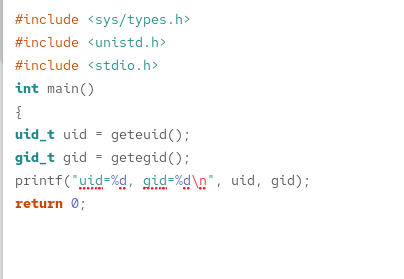 #include <sys/types.h>
#include <unistd.h>
#include <stdio.h>
int main()
{
uid_t uid = geteuid();
gid_t gid = getegid();
printf("uid=%d, gid=%d\n", uid, gid);
return 0;